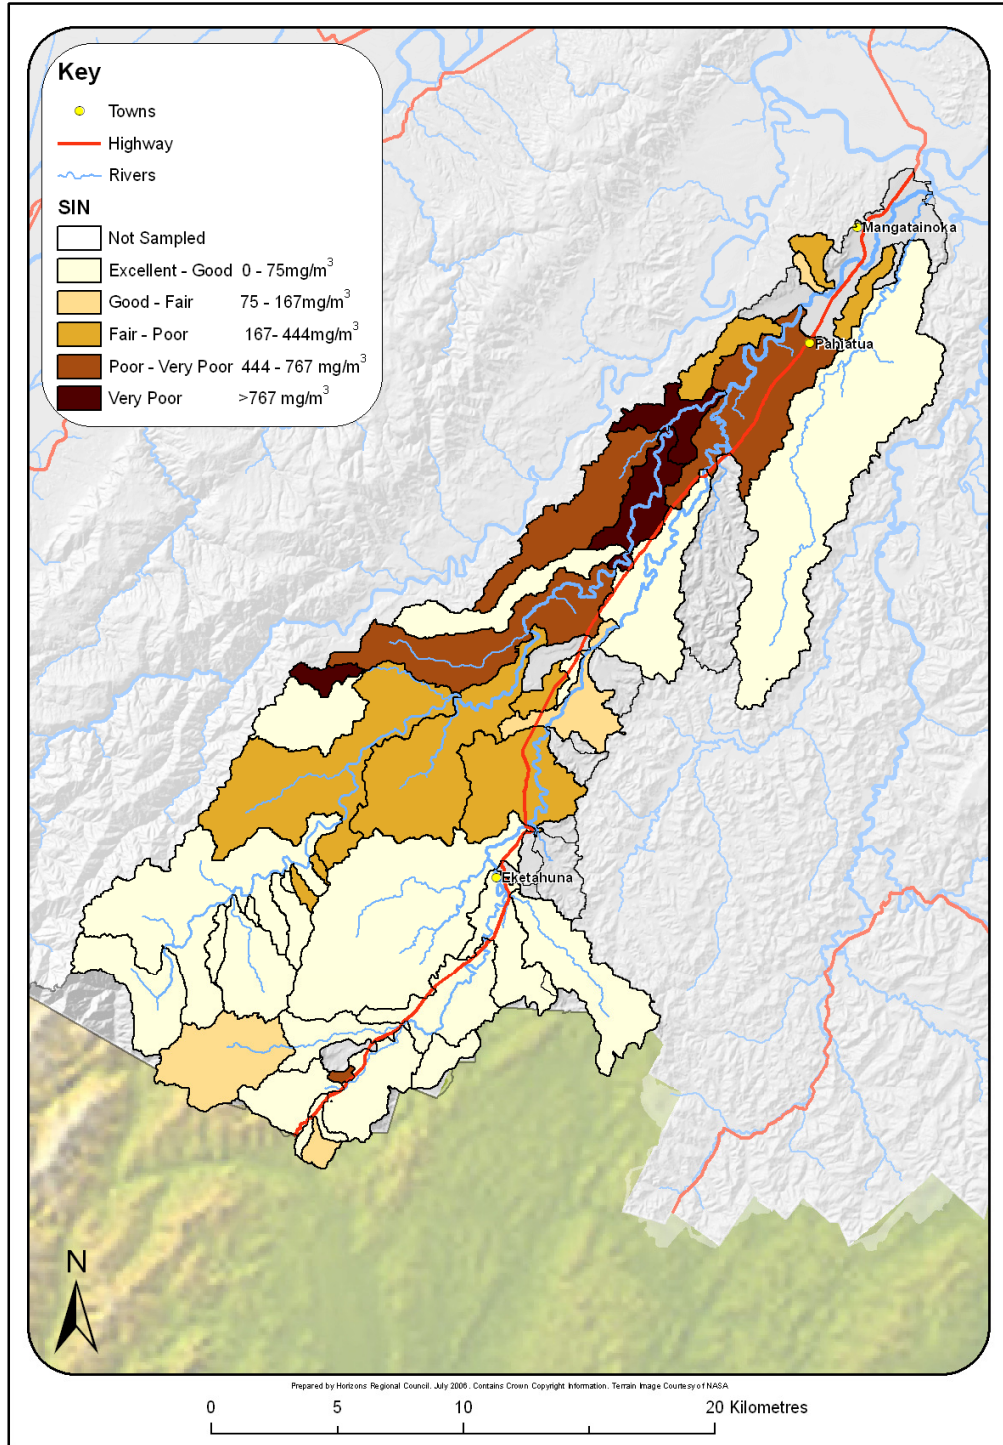 Key
Towns
Highway
Rivers
SIN
Not Sampled
Excellent - Good 0 - 75mg/m³
Good - Fair 75 - 167mg/m³
Fair - Poor 167- 444mg/m³
Poor - Very Poor 444 - 767 mg/m³
Very Poor >767 mg/m³
Mangatainoka
Pahiatua
Eketahuna
N
Prepared by Horizons Regional Council. July 2006. Contains Crown Copyright Information. Terrain Image Courtesy of NASA
0 5 10 20 Kilometres